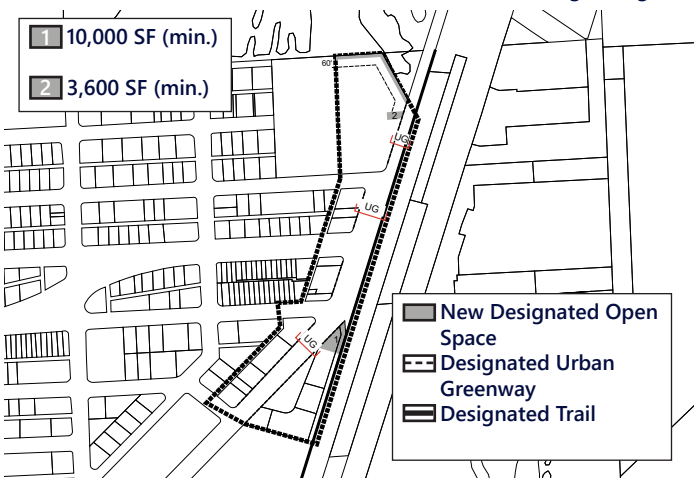 1 10,000 SF (min.)
2 3,600 SF (min.)
60'
2
UG
UG
UG
1
New Designated Open
Space
Designated Urban
Greenway
Designated Trail